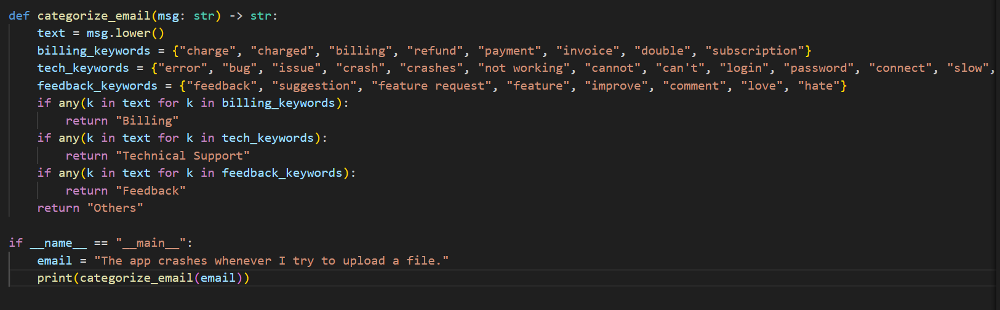 def categorize_email(msg: str) -> str:
    text = msg.lower()
    billing_keywords = {"charge", "charged", "billing", "refund", "payment", "invoice", "double", "subscription"}
    tech_keywords = {"error", "bug", "issue", "crash", "crashes", "not working", "cannot", "can't", "login", "password", "connect", "slow",
    feedback_keywords = {"feedback", "suggestion", "feature request", "feature", "improve", "comment", "love", "hate"}
    if any(k in text for k in billing_keywords):
        return "Billing"
    if any(k in text for k in tech_keywords):
        return "Technical Support"
    if any(k in text for k in feedback_keywords):
        return "Feedback"
    return "Others"

if __name__ == "__main__":
    email = "The app crashes whenever I try to upload a file."
    print(categorize_email(email))